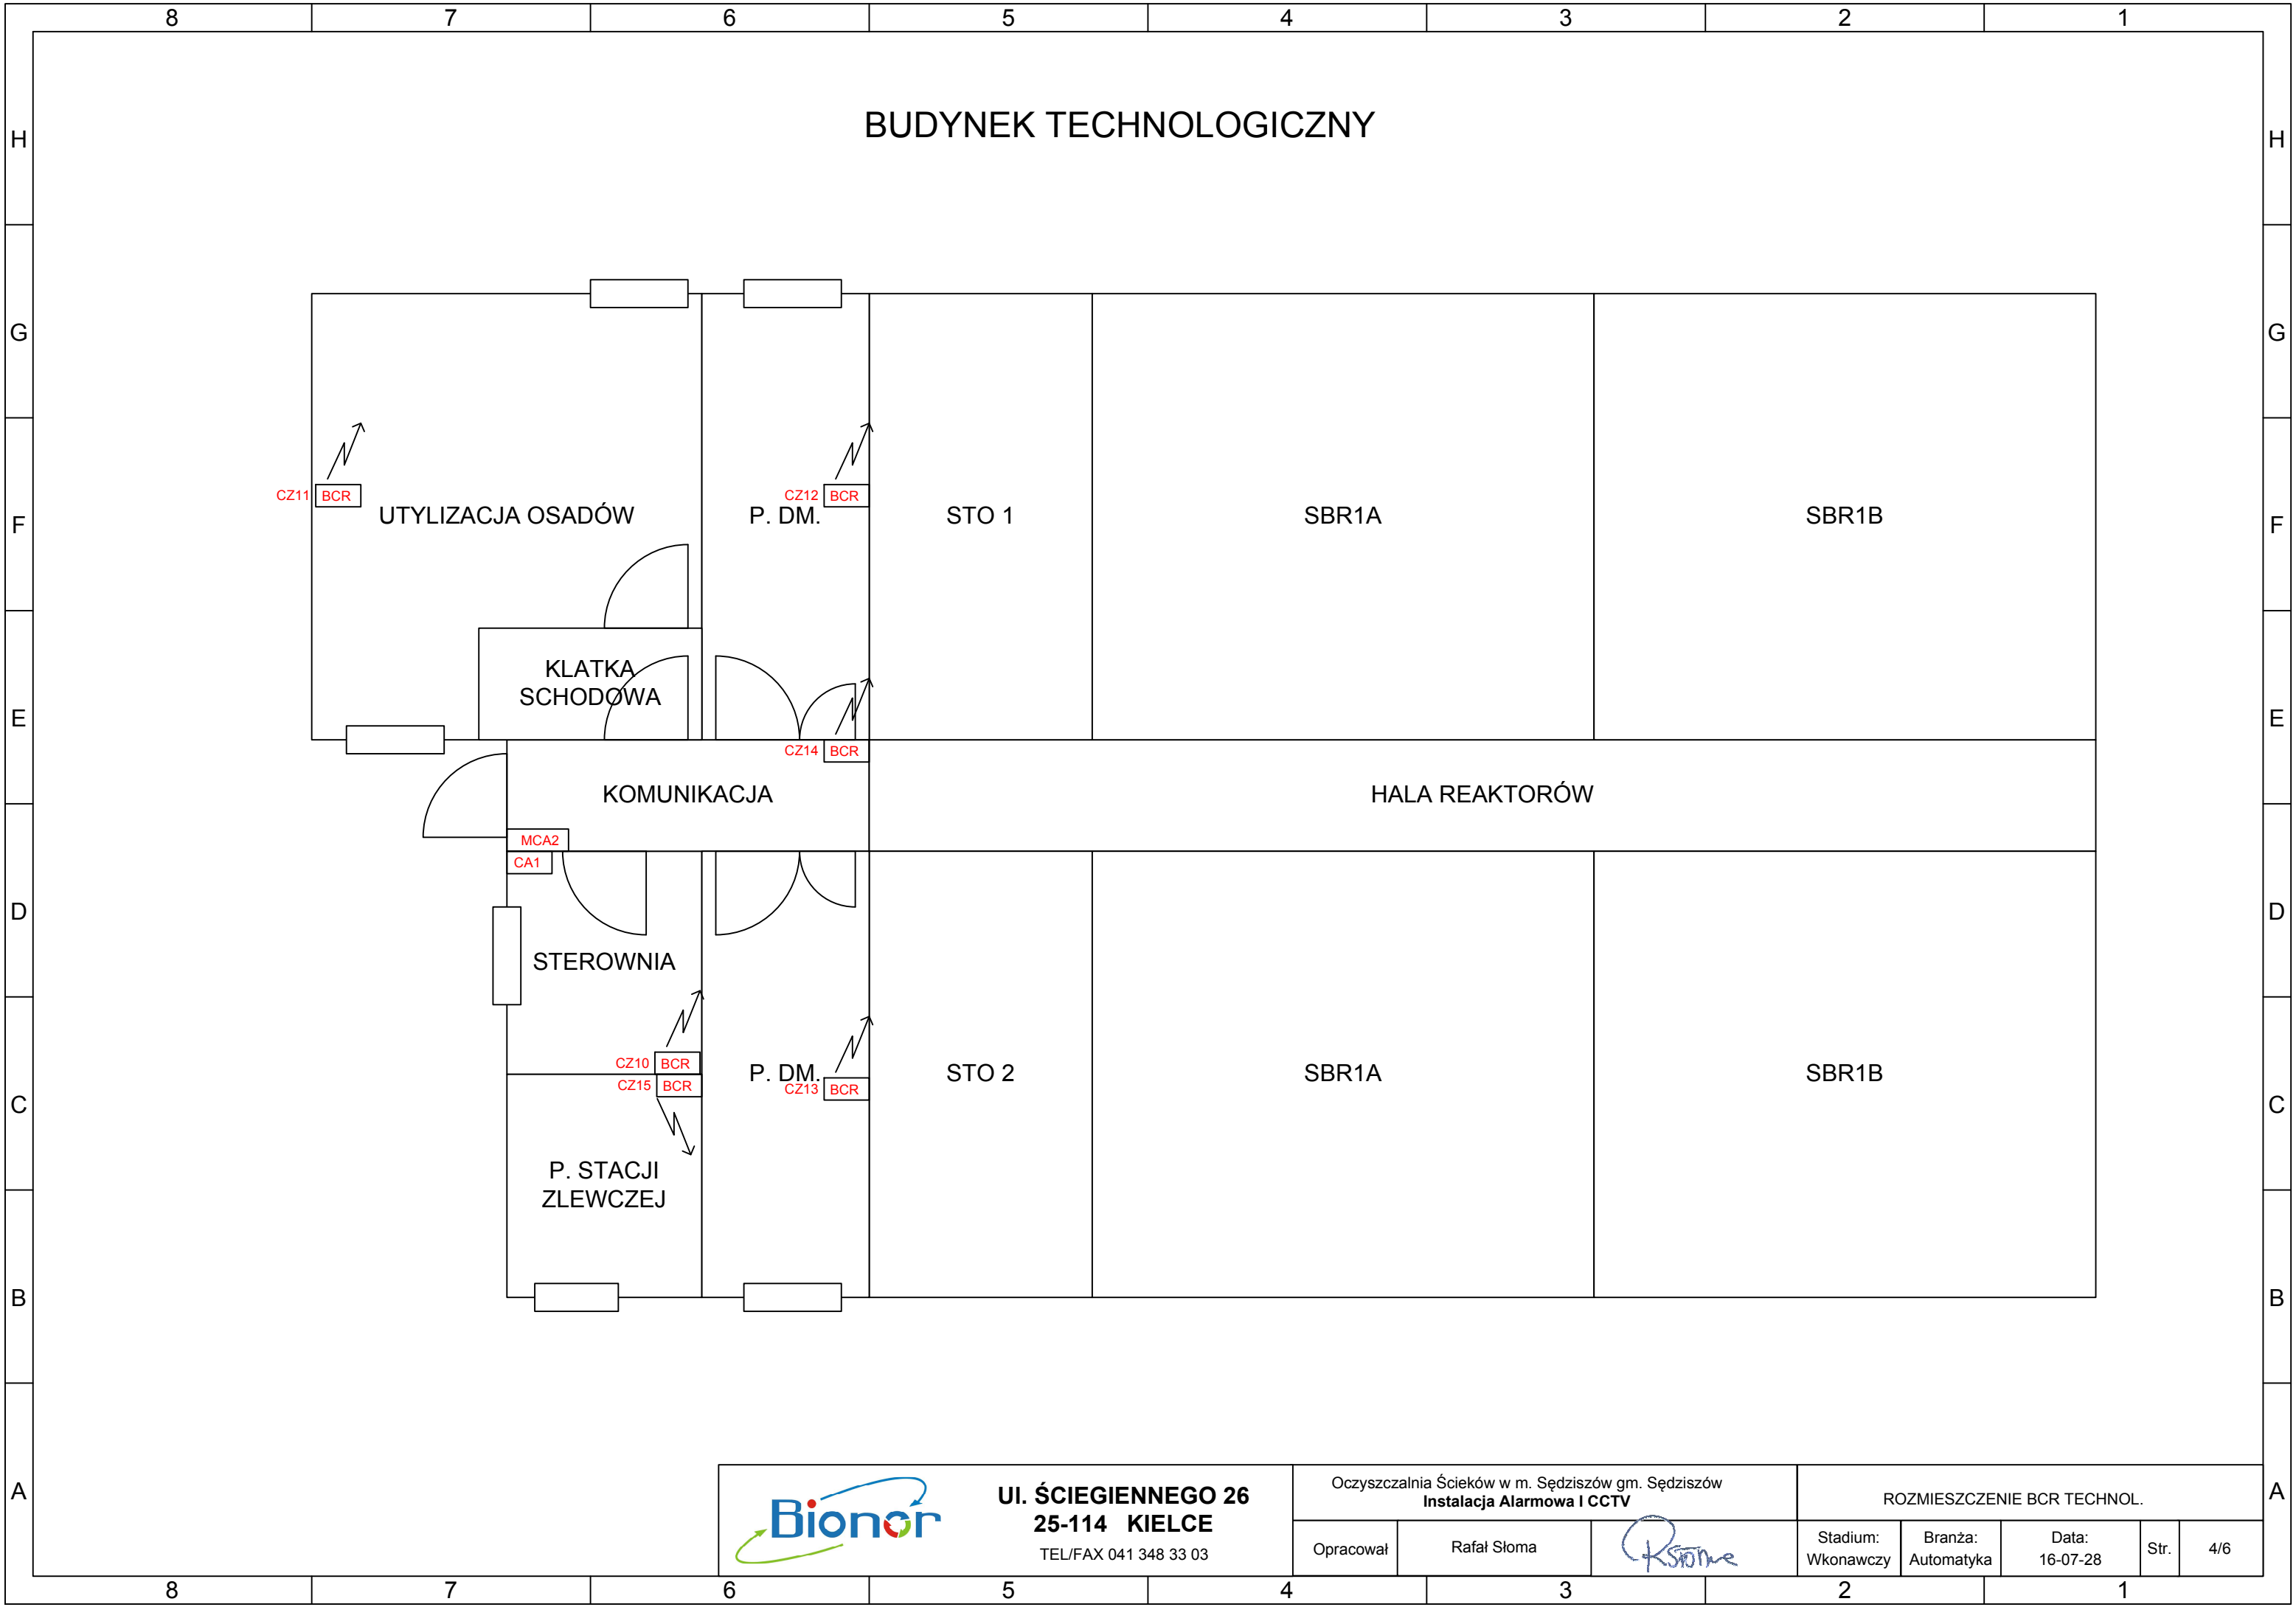 8 7 6 5 4 3 2 1
H H
BUDYNEK TECHNOLOGICZNY
G G
CZ11 BCR
CZ12 BCR
UTYLIZACJA OSADÓW P. DM. STO 1 SBR1A SBR1B
F F
KLATKA
SCHODOWA
E E
CZ14 BCR
KOMUNIKACJA HALA REAKTORÓW
MCA2
CA1
D D
STEROWNIA
CZ10 BCR
CZ15 BCR
P. DM. STO 2 SBR1A SBR1B
CZ13 BCR
C C
P. STACJI
ZLEWCZEJ
B B
A A
Bionor
Ul. ŚCIEGIENNEGO 26
25-114 KIELCE
TEL/FAX 041 348 33 03
Oczyszczalnia Ścieków w m. Sędziszów gm. Sędziszów
Instalacja Alarmowa I CCTV
ROZMIESZCZENIE BCR TECHNOL.
Opracował Rafał Słoma
Stadium:
Wkonawczy
Branża:
Automatyka
Data:
16-07-28
Str. 4/6
8 7 6 5 4 3 2 1